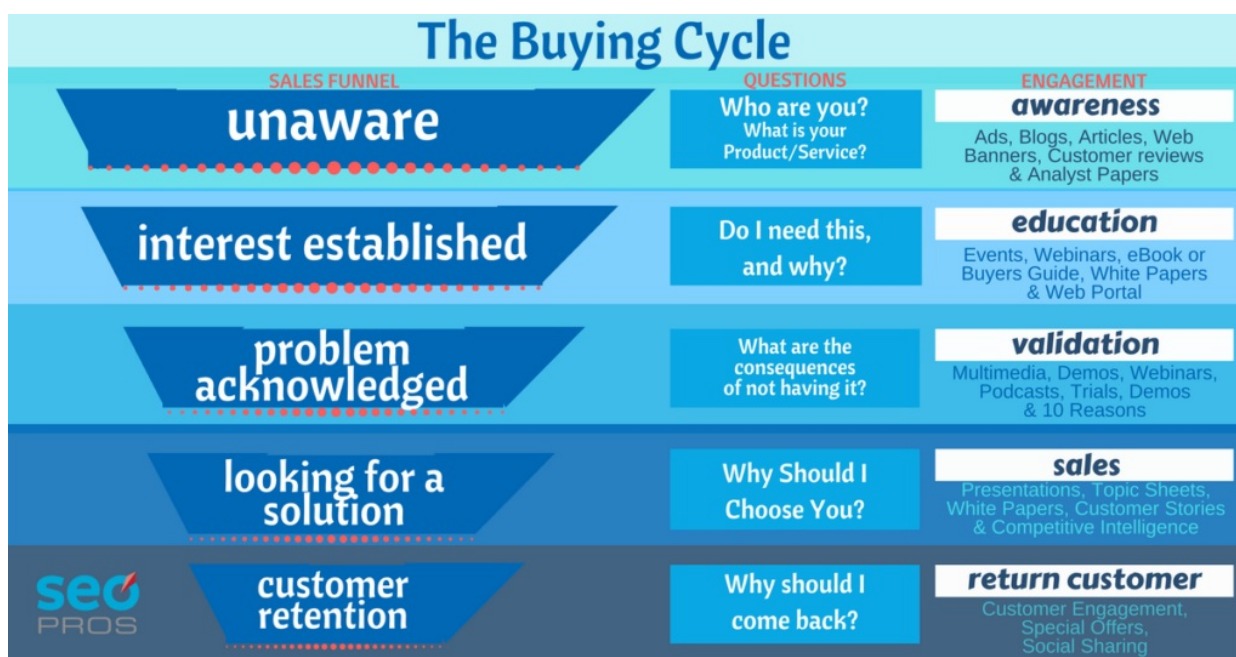 The Buying Cycle
SALES FUNNEL
QUESTIONS
ENGAGEMENT
unaware
Who are you?
What is your
Product/Service?
awareness
Ads, Blogs, Articles, Web
Banners, Customer reviews
& Analyst Papers
interest established
Do I need this,
and why?
education
Events, Webinars, eBook or
Buyers Guide, White Papers
& Web Portal
problem
acknowledged
What are the
consequences
of not having it?
validation
Multimedia, Demos, Webinars,
Podcasts, Trials, Demos
& 10 Reasons
looking for a
solution
Why Should I
Choose You?
sales
Presentations, Topic Sheets,
White Papers, Customer Stories
& Competitive Intelligence
seo
PROS
customer
retention
Why should I
come back?
return customer
Customer Engagement,
Special Offers,
Social Sharing